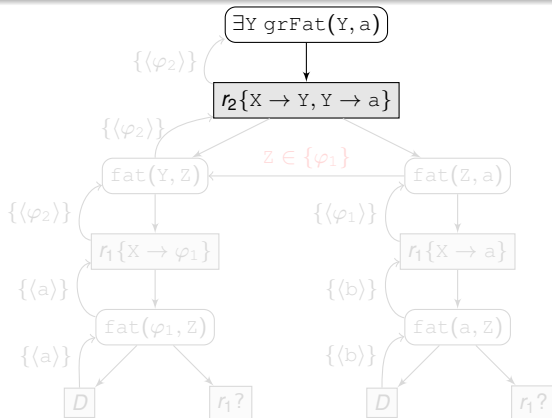 ∃Y grFat(Y, a)
{⟨φ₂⟩}
r₂{X → Y, Y → a}
{⟨φ₂⟩}
Z ∈ {φ₁}
fat(Y, Z)
fat(Z, a)
{⟨φ₂⟩}
{⟨φ₁⟩}
r₁{X → φ₁}
r₁{X → a}
{⟨a⟩}
{⟨b⟩}
fat(φ₁, Z)
fat(a, Z)
{⟨a⟩}
{⟨b⟩}
D
r₁?
D
r₁?